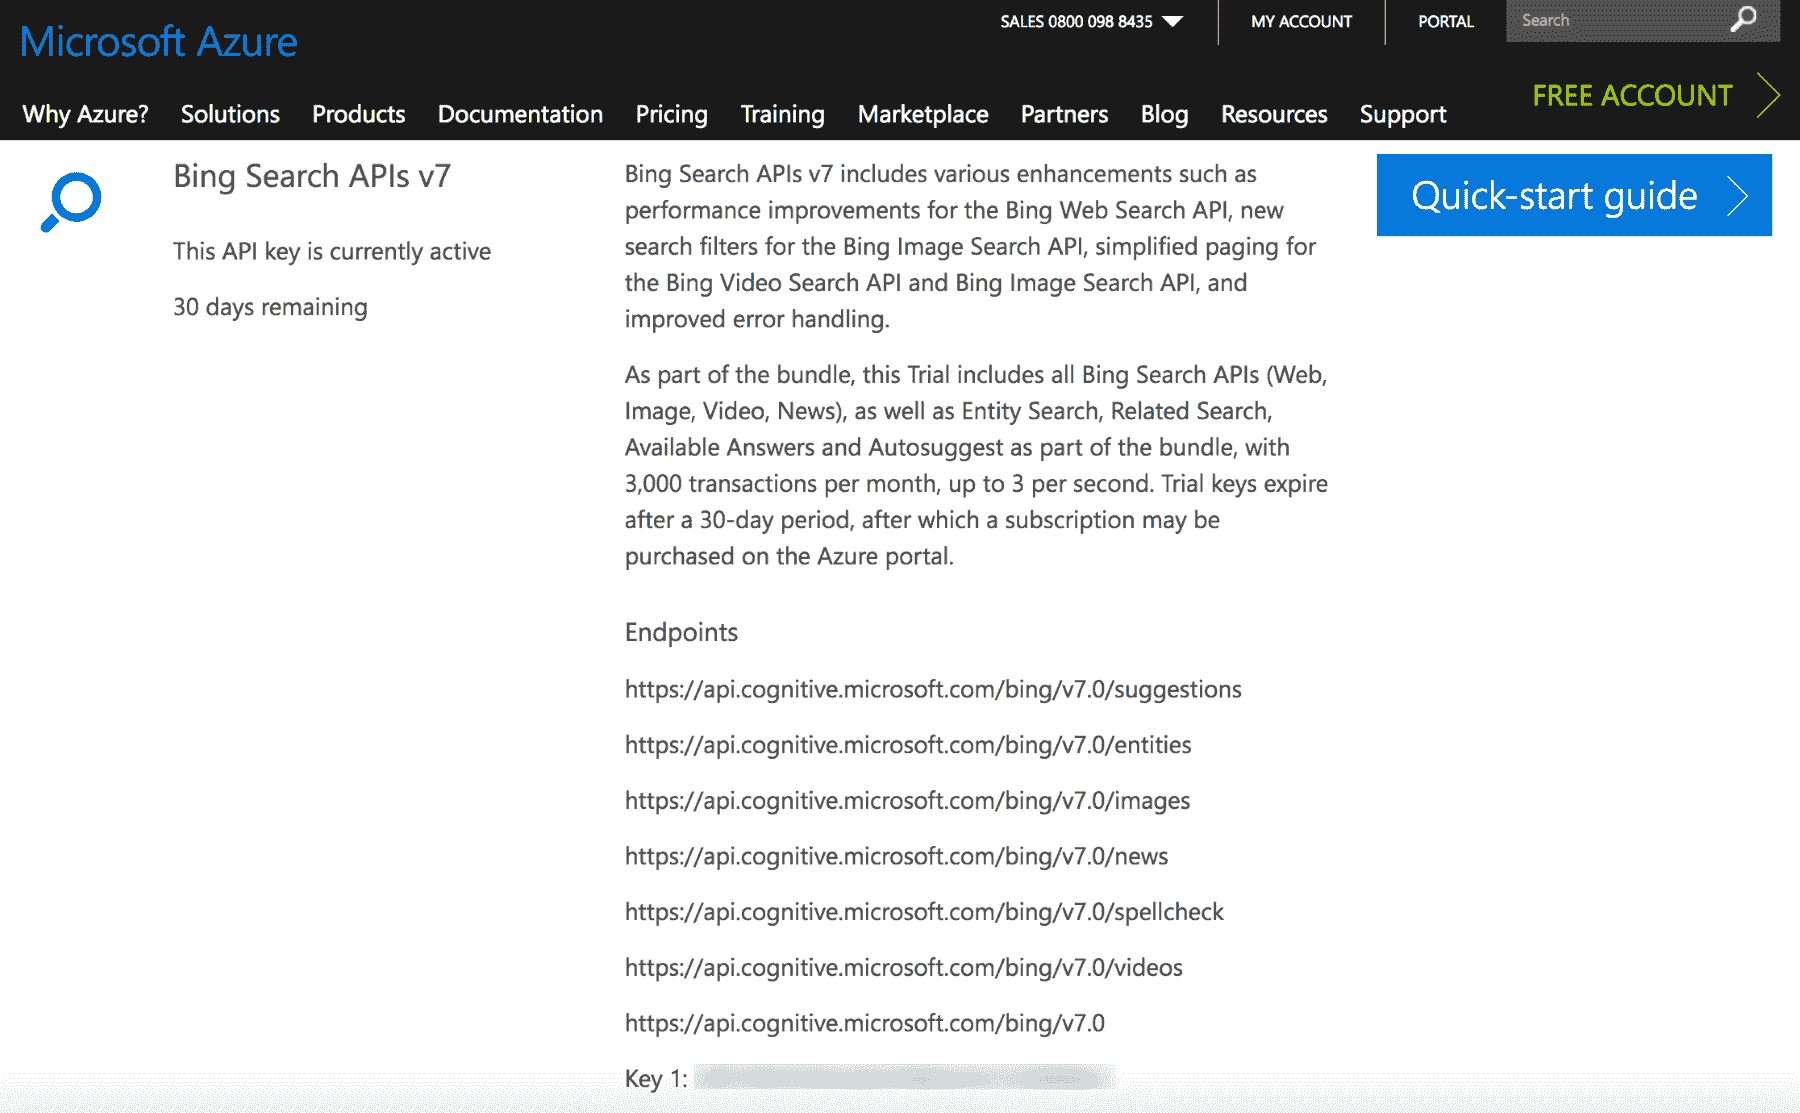 SALES 0800 098 8435
MY ACCOUNT
PORTAL
Search
Microsoft Azure
FREE ACCOUNT
Why Azure? Solutions Products Documentation Pricing Training Marketplace Partners Blog Resources Support
Bing Search APIs v7
This API key is currently active
30 days remaining
Bing Search APIs v7 includes various enhancements such as
performance improvements for the Bing Web Search API, new
search filters for the Bing Image Search API, simplified paging for
the Bing Video Search API and Bing Image Search API, and
improved error handling.
As part of the bundle, this Trial includes all Bing Search APIs (Web,
Image, Video, News), as well as Entity Search, Related Search,
Available Answers and Autosuggest as part of the bundle, with
3,000 transactions per month, up to 3 per second. Trial keys expire
after a 30-day period, after which a subscription may be
purchased on the Azure portal.
Endpoints
https://api.cognitive.microsoft.com/bing/v7.0/suggestions
https://api.cognitive.microsoft.com/bing/v7.0/entities
https://api.cognitive.microsoft.com/bing/v7.0/images
https://api.cognitive.microsoft.com/bing/v7.0/news
https://api.cognitive.microsoft.com/bing/v7.0/spellcheck
https://api.cognitive.microsoft.com/bing/v7.0/videos
https://api.cognitive.microsoft.com/bing/v7.0
Key 1:
Quick-start guide